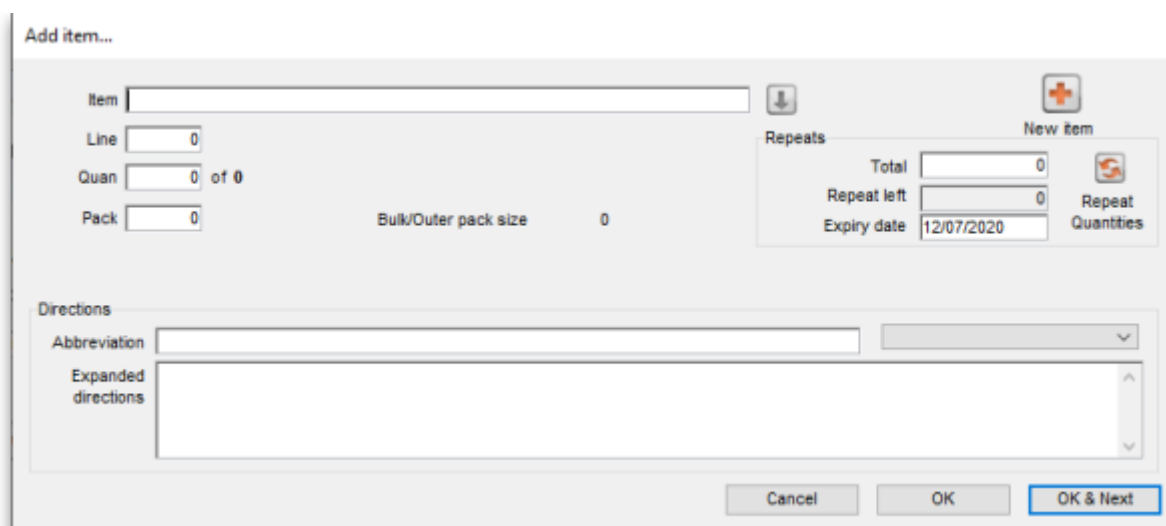 Add item...
Item
New item
Line 0
Repeats
Total 0
Quan 0 of 0
Repeat left 0
Repeat Quantities
Pack 0
Bulk/Outer pack size 0
Expiry date 12/07/2020
Directions
Abbreviation
Expanded directions
Cancel OK OK & Next